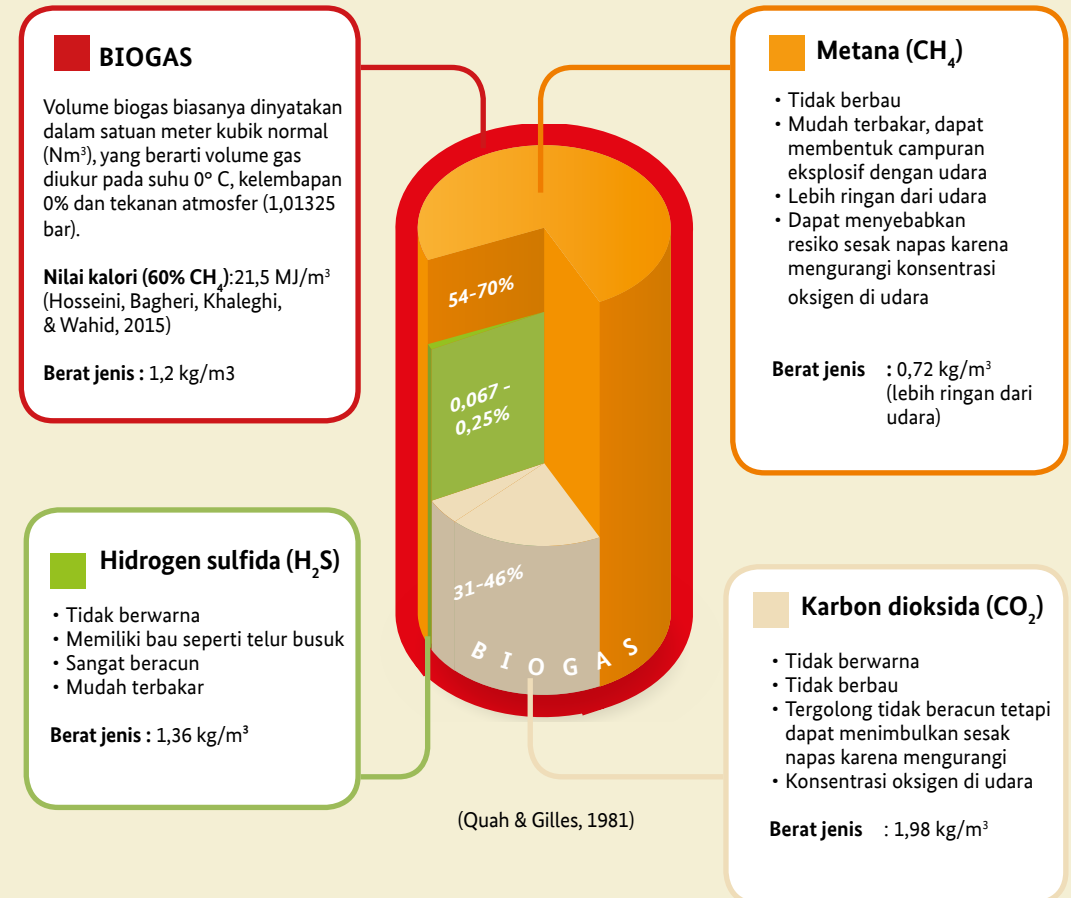 BIOGAS
Volume biogas biasanya dinyatakan
dalam satuan meter kubik normal
(Nm³), yang berarti volume gas
diukur pada suhu 0° C, kelembapan
0% dan tekanan atmosfer (1,01325
bar).
Nilai kalori (60% CH₄):21,5 MJ/m³
(Hosseini, Bagheri, Khaleghi,
& Wahid, 2015)
Berat jenis : 1,2 kg/m3
Metana (CH₄)
• Tidak berbau
• Mudah terbakar, dapat
membentuk campuran
eksplosif dengan udara
• Lebih ringan dari udara
• Dapat menyebabkan
resiko sesak napas karena
mengurangi konsentrasi
oksigen di udara
Berat jenis : 0,72 kg/m³
(lebih ringan dari
udara)
54-70%
0,067 -
0,25%
31-46%
BIOGAS
Hidrogen sulfida (H₂S)
• Tidak berwarna
• Memiliki bau seperti telur busuk
• Sangat beracun
• Mudah terbakar
Berat jenis : 1,36 kg/m³
Karbon dioksida (CO₂)
• Tidak berwarna
• Tidak berbau
• Tergolong tidak beracun tetapi
dapat menimbulkan sesak
napas karena mengurangi
• Konsentrasi oksigen di udara
Berat jenis : 1,98 kg/m³
(Quah & Gilles, 1981)